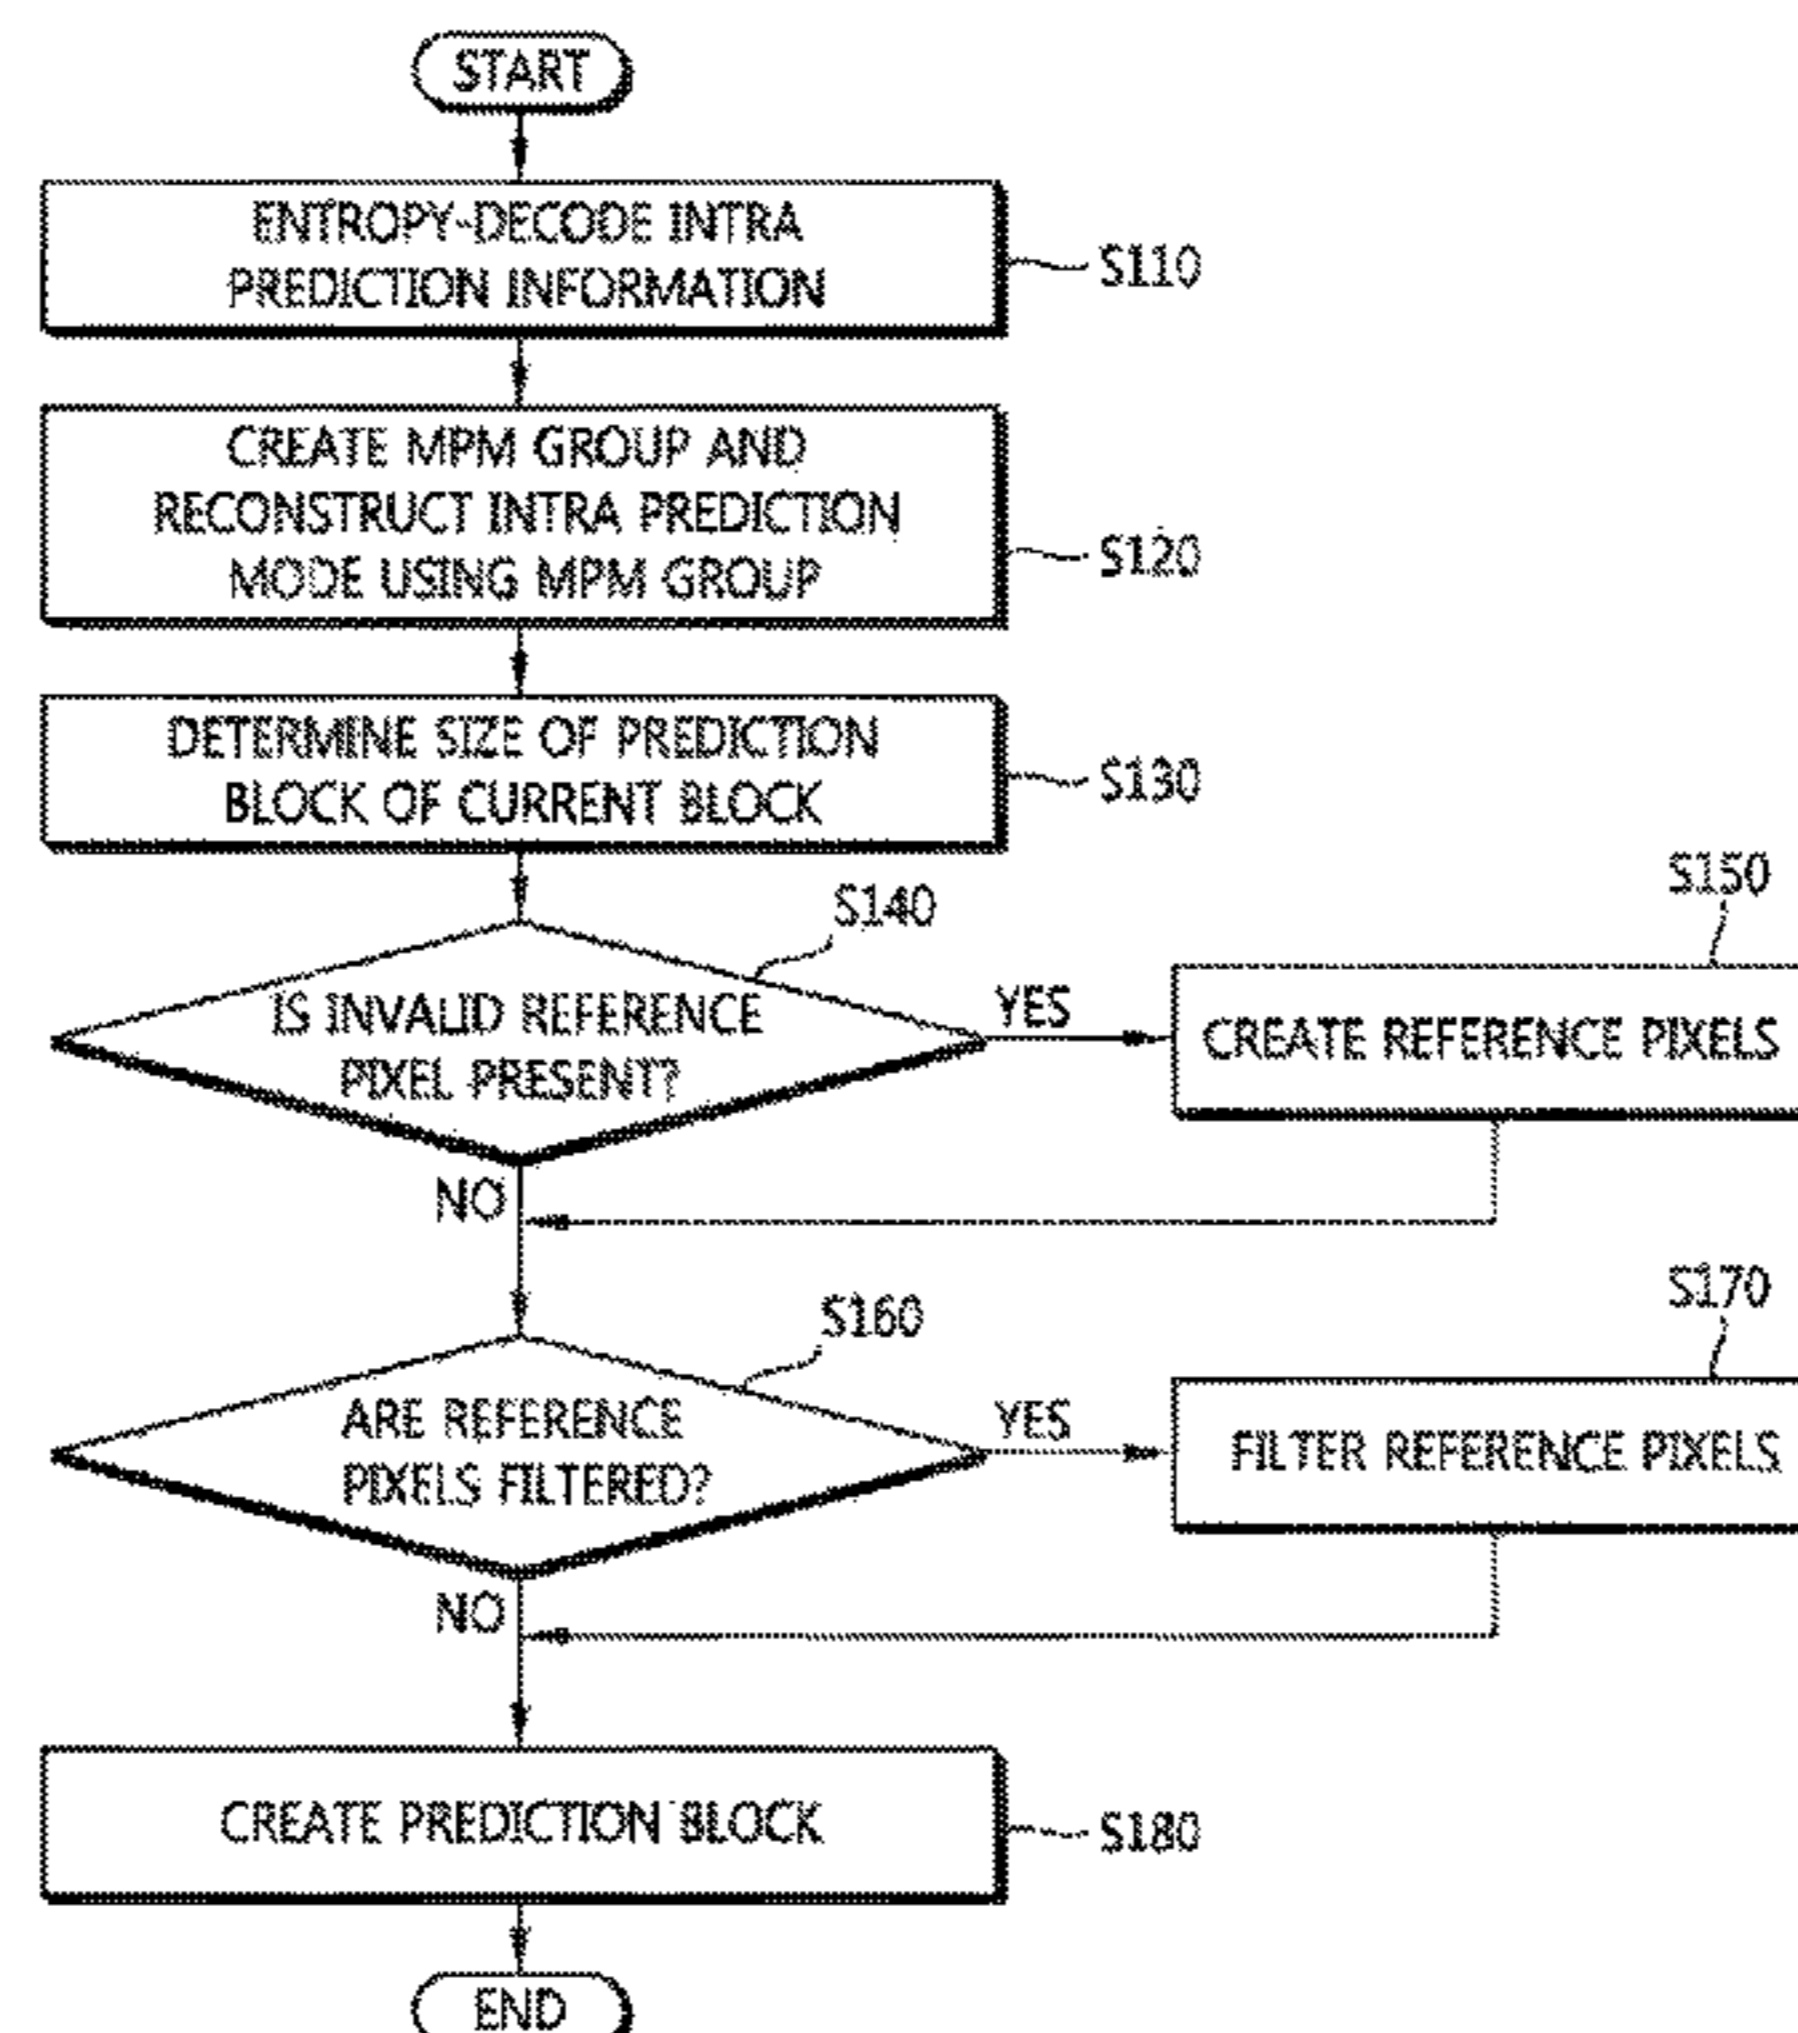 START
ENTROPY-DECODE INTRA
PREDICTION INFORMATION
S110
CREATE MPM GROUP AND
RECONSTRUCT INTRA PREDICTION
MODE USING MPM GROUP
S120
DETERMINE SIZE OF PREDICTION
BLOCK OF CURRENT BLOCK
S130
S140
IS INVALID REFERENCE
PIXEL PRESENT?
YES
S150
CREATE REFERENCE PIXELS
NO
S160
ARE REFERENCE
PIXELS FILTERED?
YES
S170
FILTER REFERENCE PIXELS
NO
CREATE PREDICTION BLOCK
S180
END